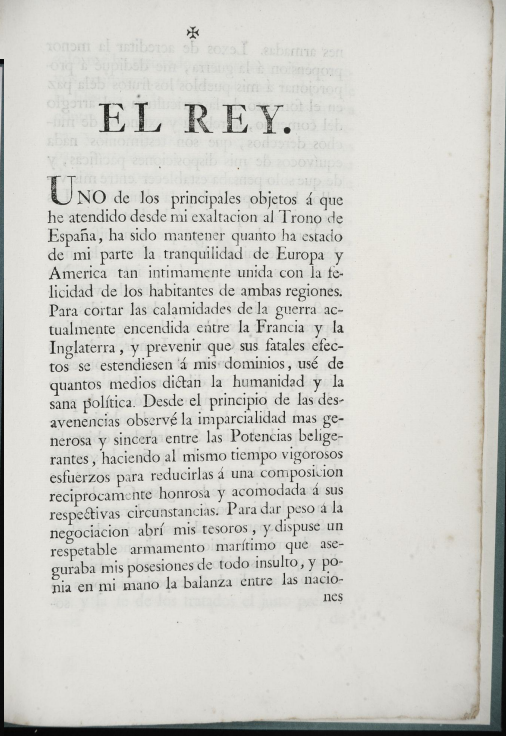 ✠
EL REY.
UNO de los principales objetos á que
he atendido desde mi exaltacion al Trono de
España, ha sido mantener quanto ha estado
de mi parte la tranquilidad de Europa y
America tan intimamente unida con la fe-
licidad de los habitantes de ambas regiones.
Para cortar las calamidades de la guerra ac-
tualmente encendida entre la Francia y la
Inglaterra, y prevenir que sus fatales efec-
tos se estendiesen á mis dominios, usé de
quantos medios dictan la humanidad y la
sana política. Desde el principio de las des-
avenencias observé la imparcialidad mas ge-
nerosa y sincera entre las Potencias belige-
rantes, haciendo al mismo tiempo vigorosos
esfuerzos para reducirlas á una composicion
reciprocamente honrosa y acomodada á sus
respectivas circunstancias. Para dar peso á la
negociacion abrí mis tesoros, y dispuse un
respetable armamento marítimo que ase-
guraba mis posesiones de todo insulto, y po-
nia en mi mano la balanza entre las nacio-
nes